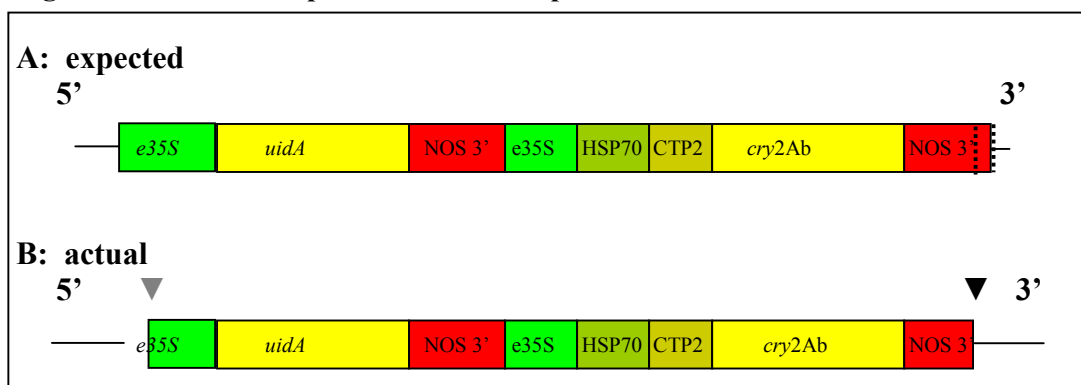 A: expected
5’ 3’
e35S uidA NOS 3’ e35S HSP70 CTP2 cry2Ab NOS 3’
B: actual
5’ 3’
e35S uidA NOS 3’ e35S HSP70 CTP2 cry2Ab NOS 3’